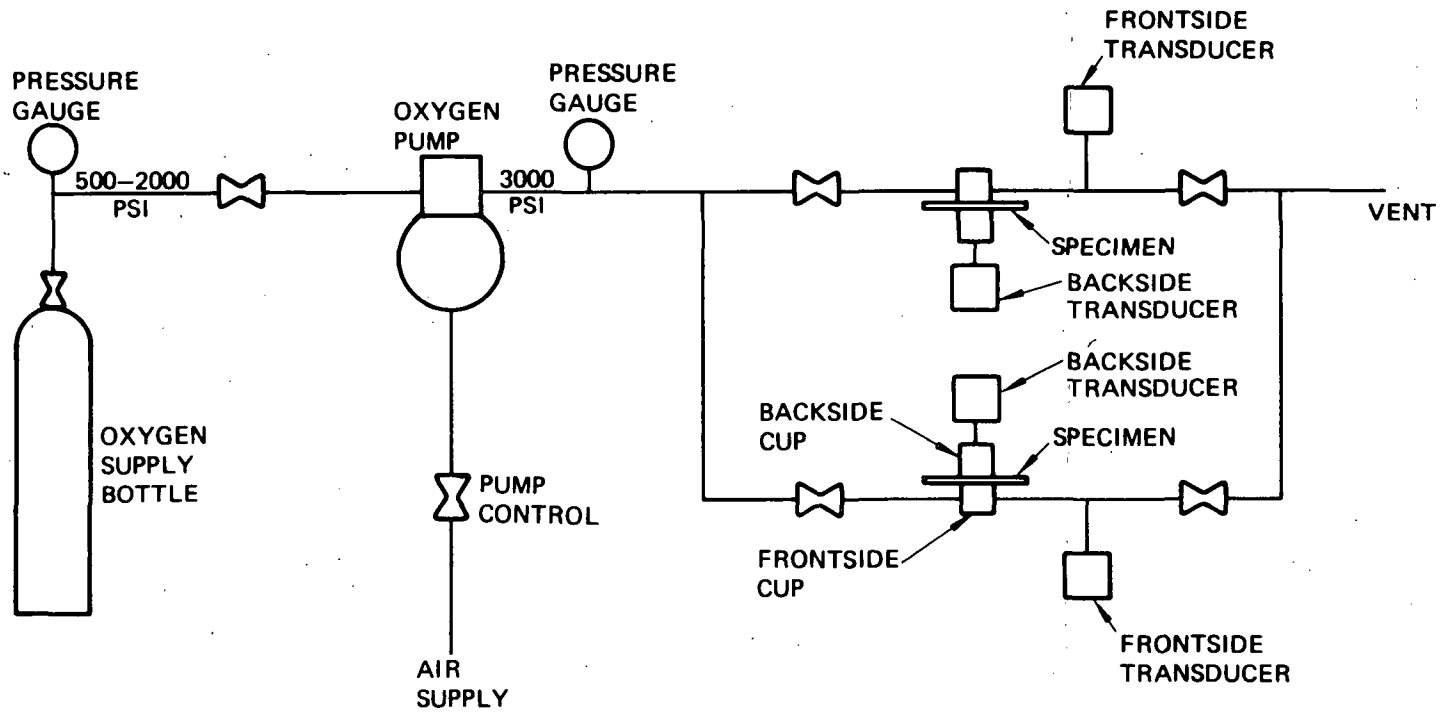 FRONTSIDE
TRANSDUCER
PRESSURE
GAUGE
PRESSURE
GAUGE
OXYGEN
PUMP
500–2000
PSI
3000
PSI
VENT
SPECIMEN
BACKSIDE
TRANSDUCER
BACKSIDE
TRANSDUCER
BACKSIDE
CUP
SPECIMEN
OXYGEN
SUPPLY
BOTTLE
PUMP
CONTROL
FRONTSIDE
CUP
FRONTSIDE
TRANSDUCER
AIR
SUPPLY